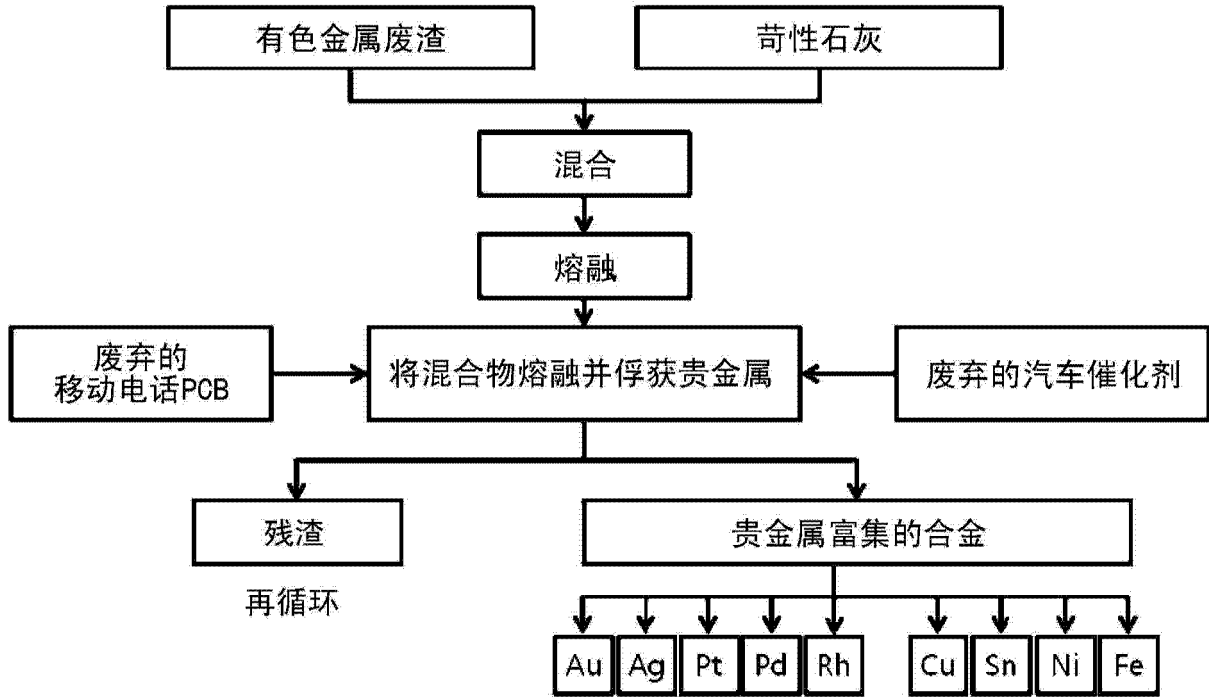 有色金属废渣
苛性石灰
混合
熔融
废弃的
移动电话PCB
将混合物熔融并俘获贵金属
废弃的汽车催化剂
残渣
再循环
贵金属富集的合金
Au
Ag
Pt
Pd
Rh
Cu
Sn
Ni
Fe